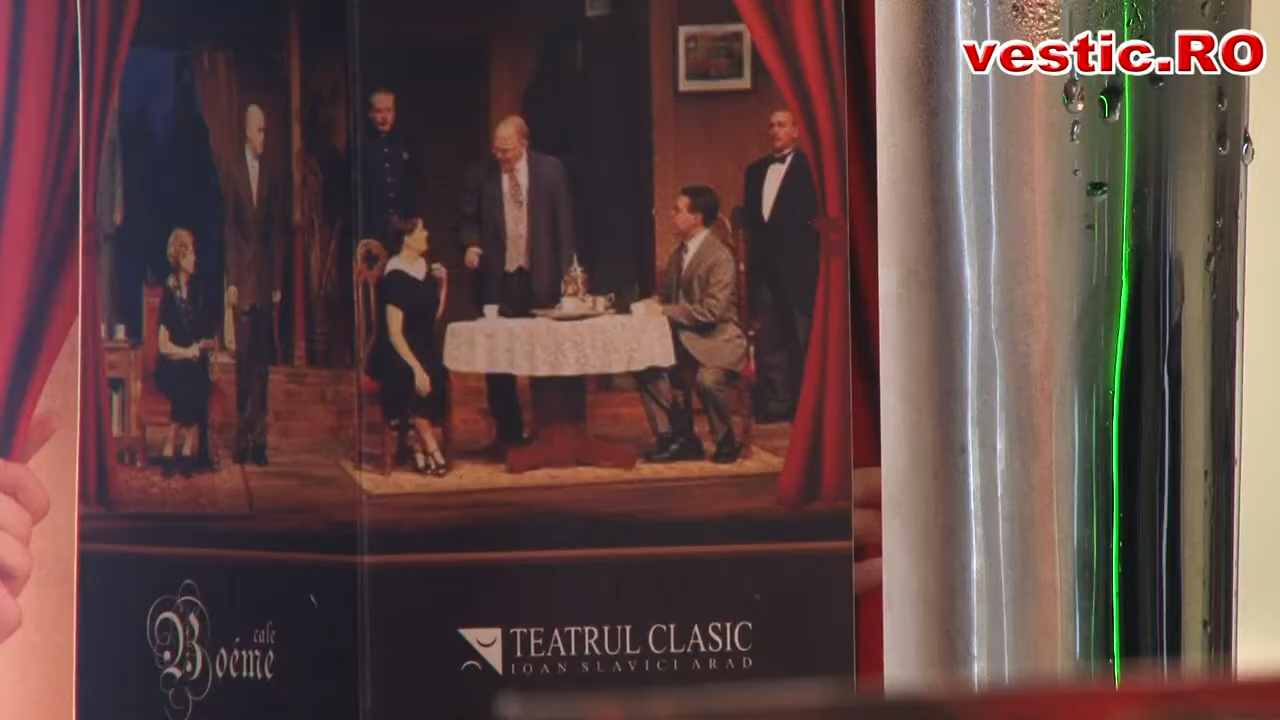 vestic.RO
cafe
Boéme
TEATRUL CLASIC
IOAN SLAVICI ARAD